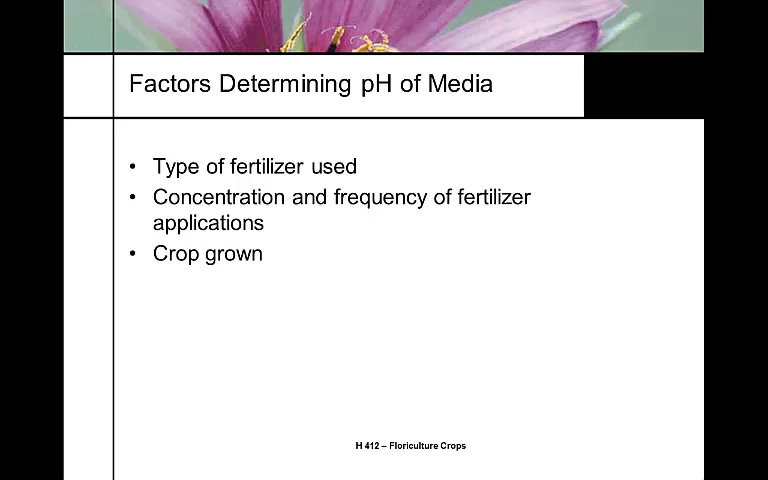 Factors Determining pH of Media
• Type of fertilizer used
• Concentration and frequency of fertilizer
applications
• Crop grown
H 412 – Floriculture Crops